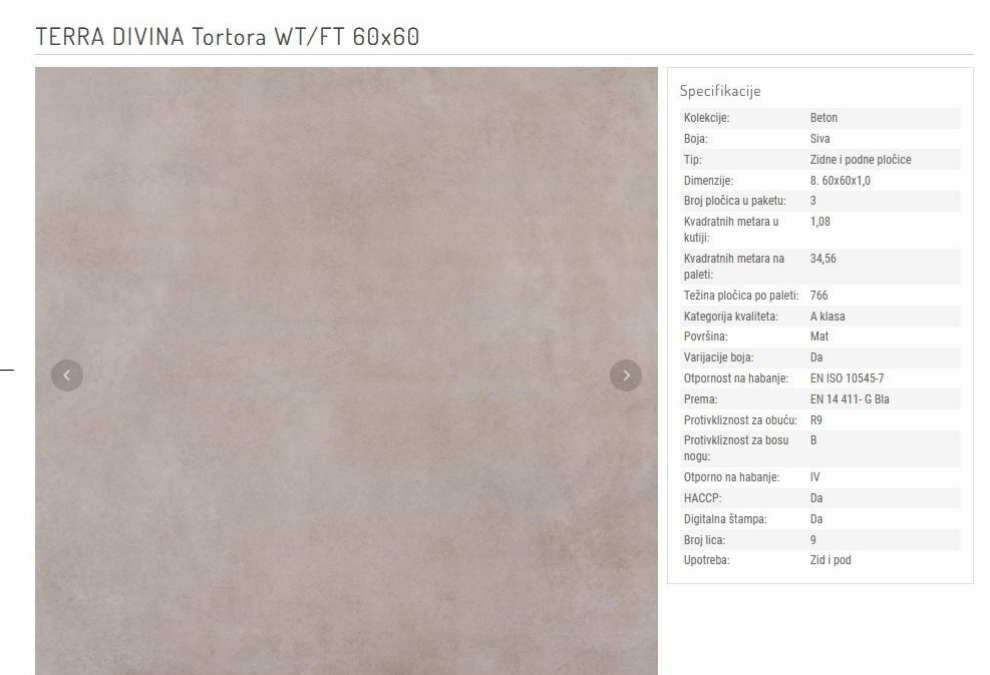 TERRA DIVINA Tortora WT/FT 60x60
Specifikacije
Kolekcije: Beton
Boja: Siva
Tip: Zidne i podne pločice
Dimenzije: 8. 60x60x1,0
Broj pločica u paketu: 3
Kvadratnih metara u 1,08
kutiji:
Kvadratnih metara na 34,56
paleti:
Težina pločica po paleti: 766
Kategorija kvaliteta: A klasa
Površina: Mat
Varijacije boja: Da
Otpornost na habanje: EN ISO 10545-7
Prema: EN 14 411- G Bla
Protivkliznost za obuću: R9
Protivkliznost za bosu B
nogu:
Otporno na habanje: IV
HACCP: Da
Digitalna štampa: Da
Broj lica: 9
Upotreba: Zid i pod